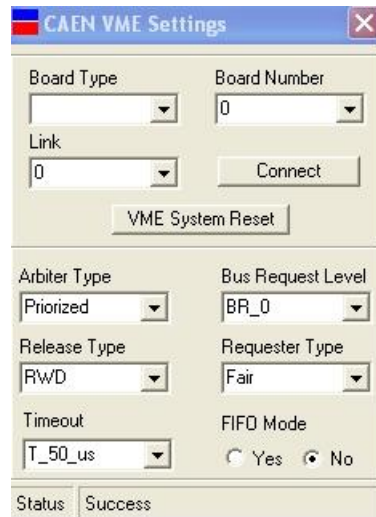 CAEN VME Settings
Board Type Board Number
0
Link
0 Connect
VME System Reset
Arbiter Type Bus Request Level
Priorized BR_0
Release Type Requester Type
RWD Fair
Timeout FIFO Mode
T_50_us Yes No
Status Success